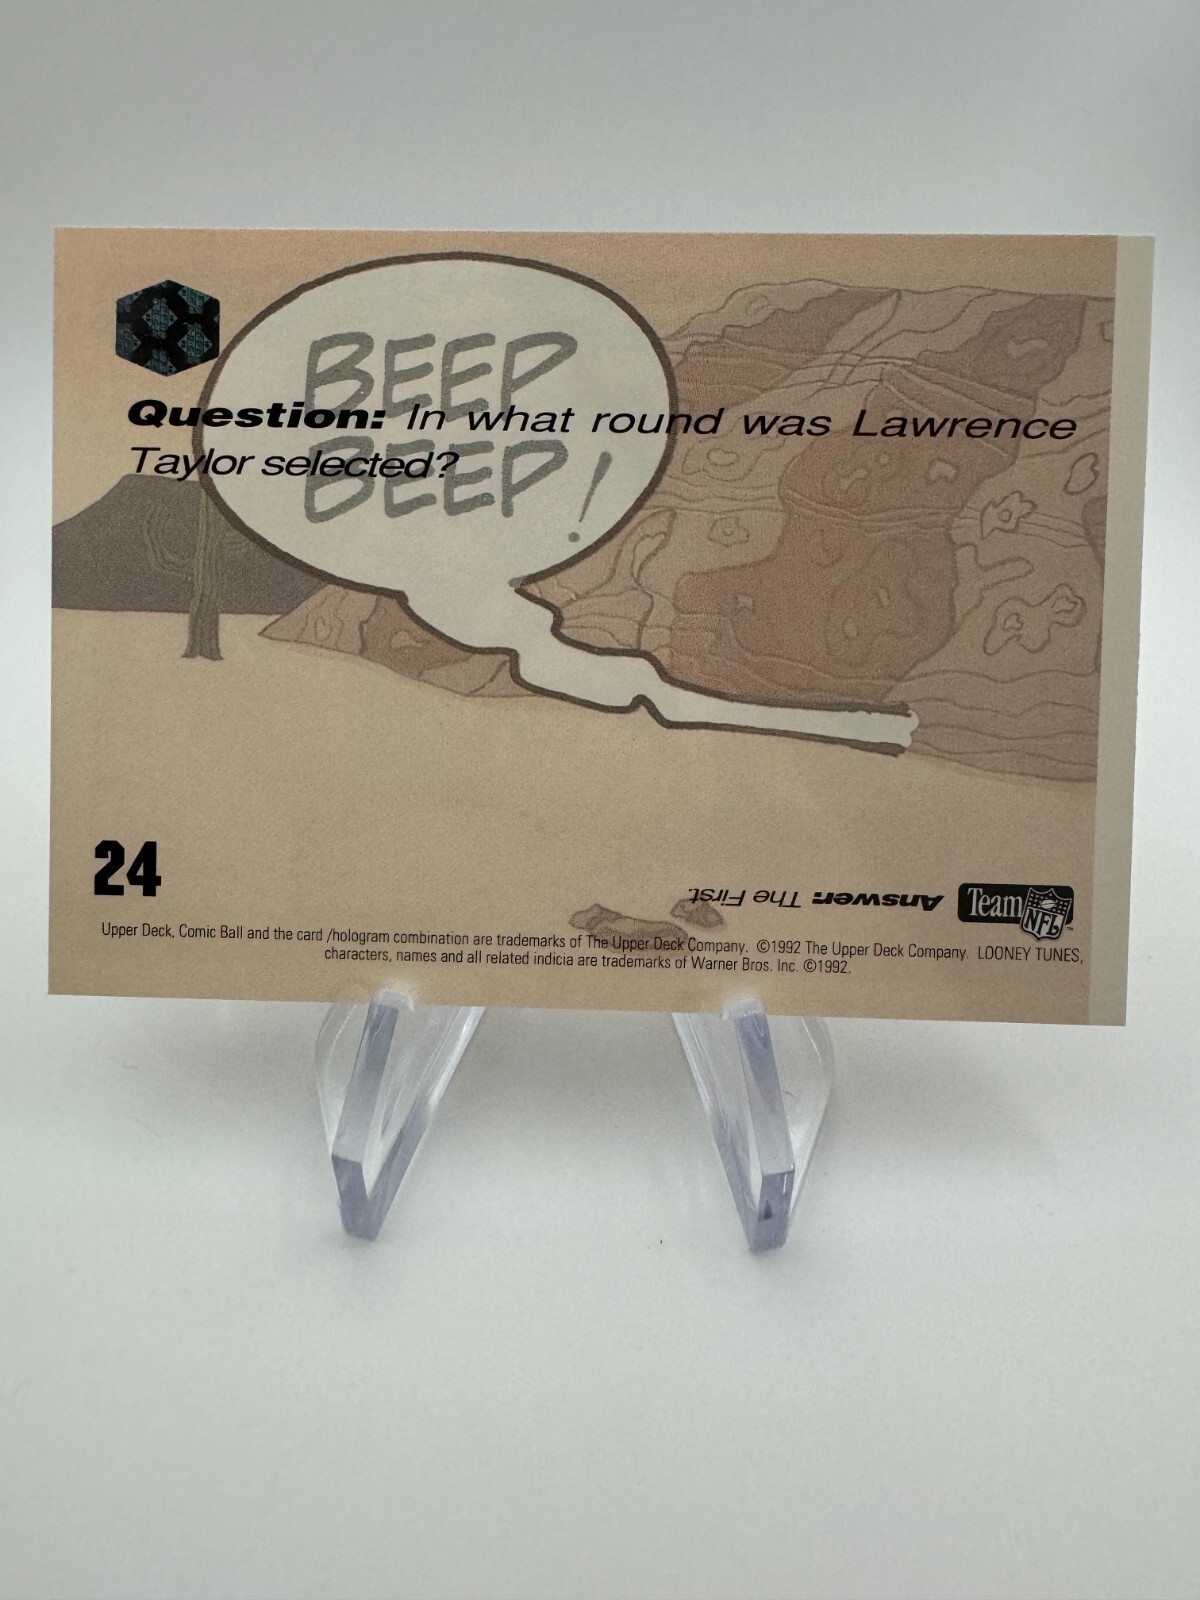 BEEP
BEEP!
Question: In what round was Lawrence
Taylor selected?
24
Answer: The First.
Team NFL™
Upper Deck, Comic Ball and the card /hologram combination are trademarks of The Upper Deck Company. ©1992 The Upper Deck Company. LOONEY TUNES,
characters, names and all related indicia are trademarks of Warner Bros. Inc. ©1992.